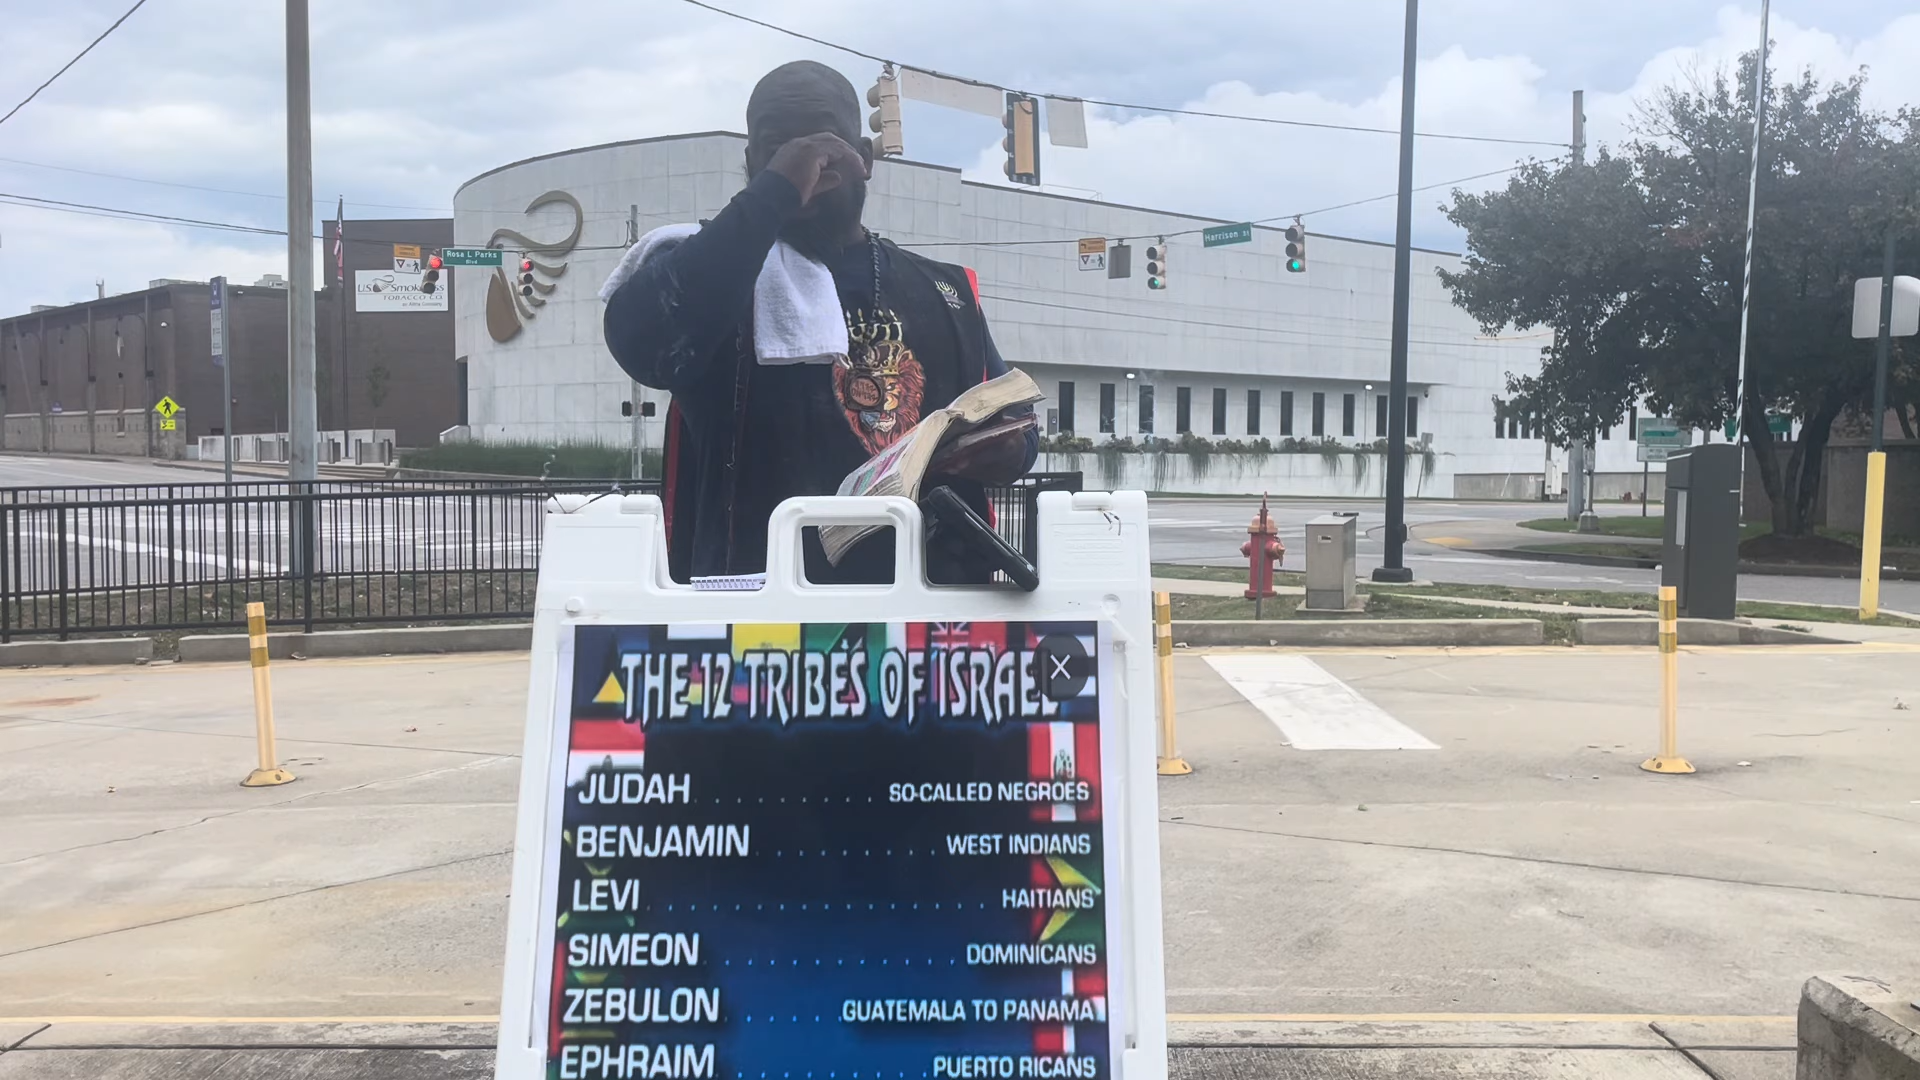 Rosa L Parks
Blvd
Harrison St
US Smokeless
TOBACCO CO.
THE 12 TRIBES OF ISRAEL
X
JUDAH . . . . . . . . . SO-CALLED NEGROES
BENJAMIN . . . . . . . . . WEST INDIANS
LEVI . . . . . . . . . . . . . . . . HAITIANS
SIMEON . . . . . . . . . . . . DOMINICANS
ZEBULON . . . . . . GUATEMALA TO PANAMA
EPHRAIM . . . . . . . . . PUERTO RICANS